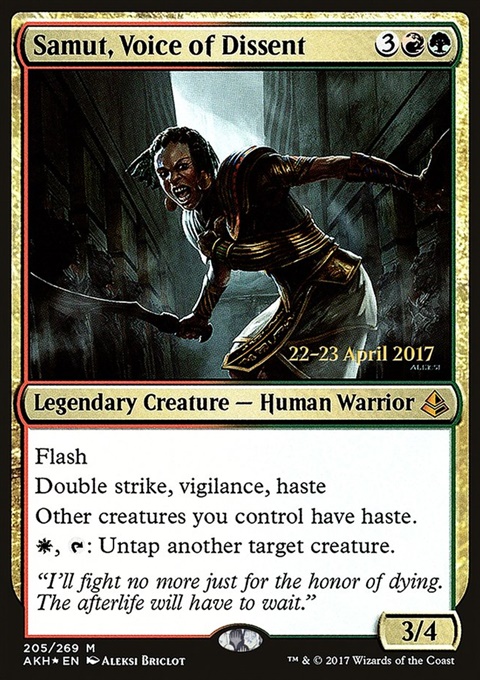 Samut, Voice of Dissent 3
22–23 April 2017
ALEKSI
Legendary Creature — Human Warrior
Flash
Double strike, vigilance, haste
Other creatures you control have haste.
, : Untap another target creature.
“I’ll fight no more just for the honor of dying.
The afterlife will have to wait.”
3/4
205/269 M
AKH★EN Aleksi Briclot
™ & © 2017 Wizards of the Coast